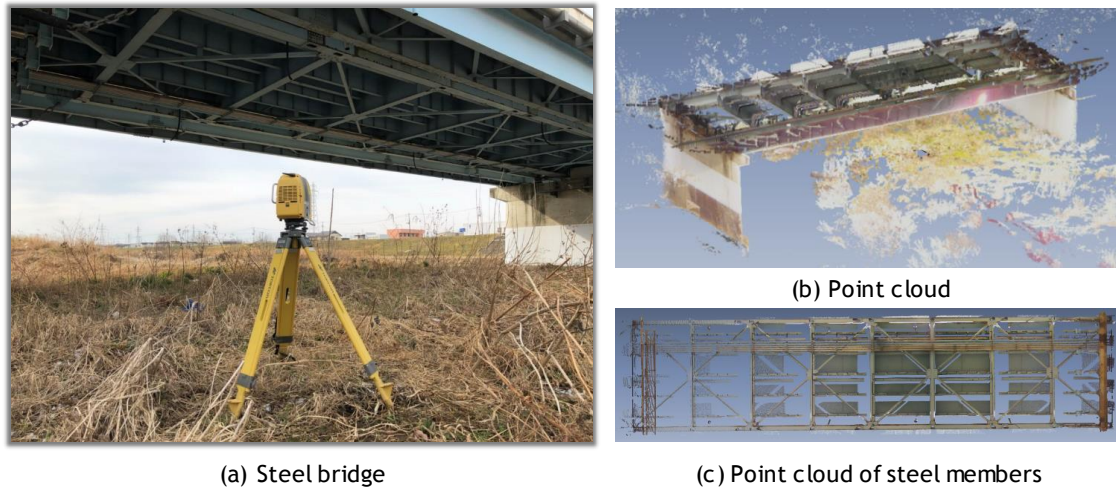 (a) Steel bridge
(b) Point cloud
(c) Point cloud of steel members